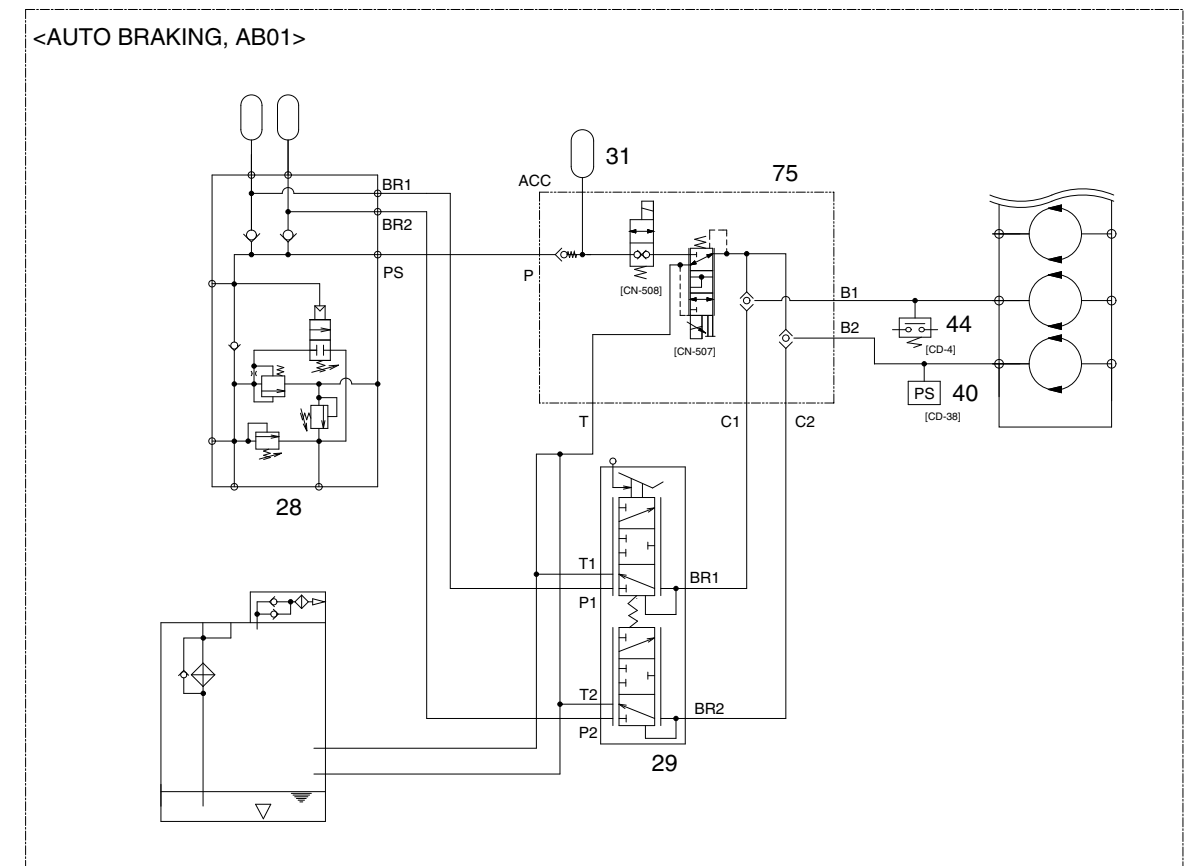 <AUTO BRAKING, AB01>
31
75
ACC
BR1
BR2
PS
P
[CN-508]
[CN-507]
B1
B2
44
[CD-4]
PS
40
[CD-38]
T
C1
C2
28
T1
P1
BR1
T2
P2
BR2
29